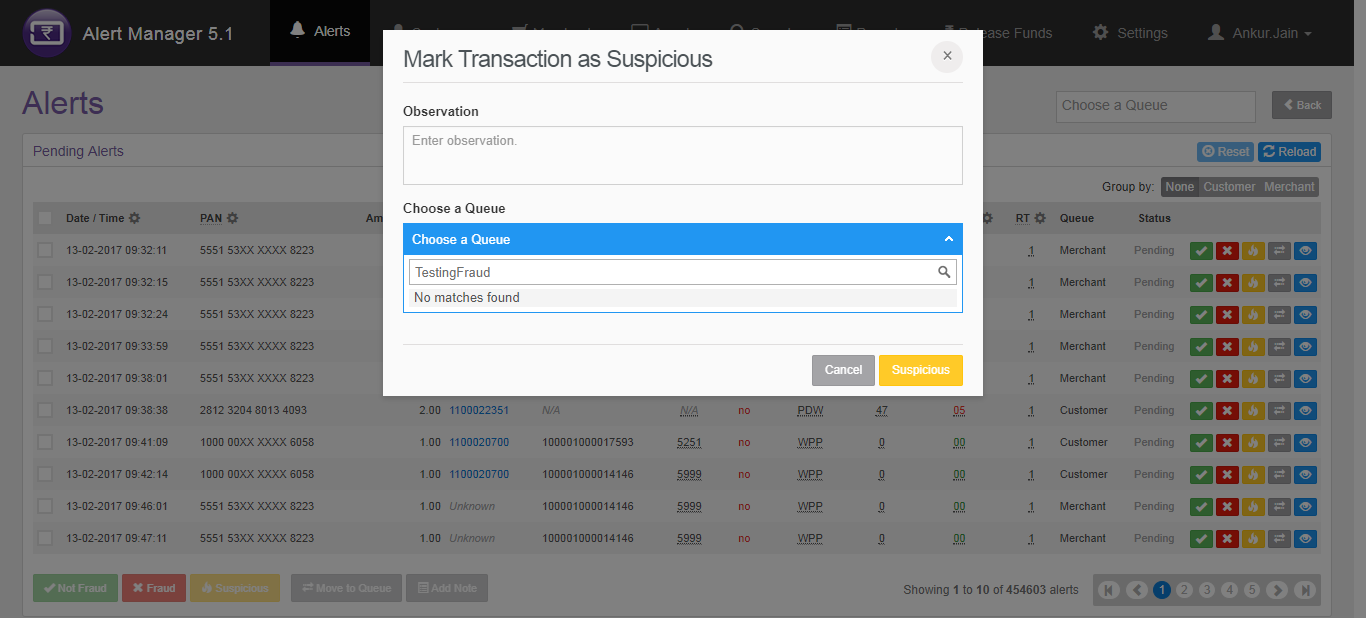 Alert Manager 5.1
Alerts
Release Funds
Settings
Ankur.Jain
Mark Transaction as Suspicious
×
Alerts
Choose a Queue
Back
Observation
Enter observation.
Pending Alerts
Reset
Reload
Group by: None Customer Merchant
Choose a Queue
Choose a Queue
TestingFraud
No matches found
Cancel
Suspicious
Date / Time PAN Am RT Queue Status
13-02-2017 09:32:11 5551 53XX XXXX 8223 1 Merchant Pending
13-02-2017 09:32:15 5551 53XX XXXX 8223 1 Merchant Pending
13-02-2017 09:32:24 5551 53XX XXXX 8223 1 Merchant Pending
13-02-2017 09:33:59 5551 53XX XXXX 8223 1 Merchant Pending
13-02-2017 09:38:01 5551 53XX XXXX 8223 1 Merchant Pending
13-02-2017 09:38:38 2812 3204 8013 4093 2.00 1100022351 N/A N/A no PDW 47 05 1 Customer Pending
13-02-2017 09:41:09 1000 00XX XXXX 6058 1.00 1100020700 100001000017593 5251 no WPP 0 00 1 Customer Pending
13-02-2017 09:42:14 1000 00XX XXXX 6058 1.00 1100020700 100001000014146 5999 no WPP 0 00 1 Customer Pending
13-02-2017 09:46:01 5551 53XX XXXX 8223 1.00 Unknown 100001000014146 5999 no WPP 0 00 1 Merchant Pending
13-02-2017 09:47:11 5551 53XX XXXX 8223 1.00 Unknown 100001000014146 5999 no WPP 0 00 1 Merchant Pending
Not Fraud Fraud Suspicious Move to Queue Add Note
Showing 1 to 10 of 454603 alerts
1 2 3 4 5